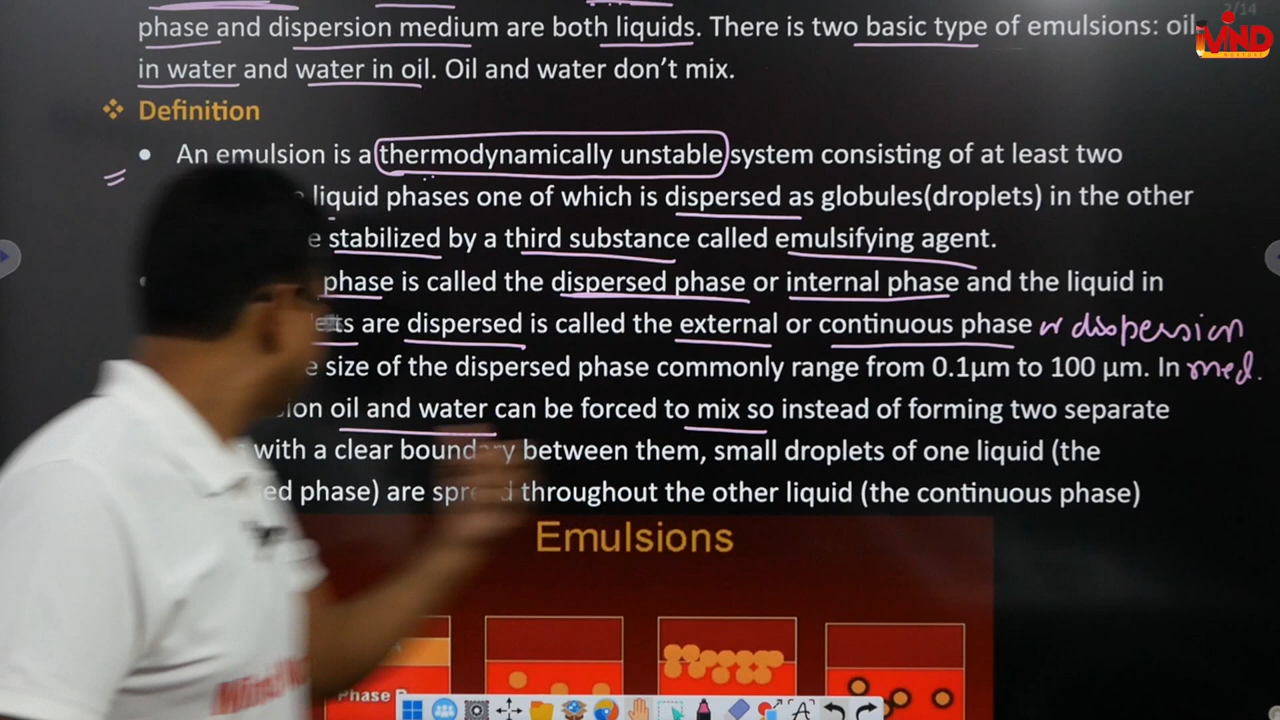 2/14
phase and dispersion medium are both liquids. There is two basic type of emulsions: oil-
MIND
in water and water in oil. Oil and water don’t mix.
Definition
An emulsion is a thermodynamically unstable system consisting of at least two
liquid phases one of which is dispersed as globules(droplets) in the other
stabilized by a third substance called emulsifying agent.
phase is called the dispersed phase or internal phase and the liquid in
are dispersed is called the external or continuous phase or dispersion
size of the dispersed phase commonly range from 0.1µm to 100 µm. In med.
oil and water can be forced to mix so instead of forming two separate
with a clear boundary between them, small droplets of one liquid (the
phase) are spread throughout the other liquid (the continuous phase)
Emulsions
Phase